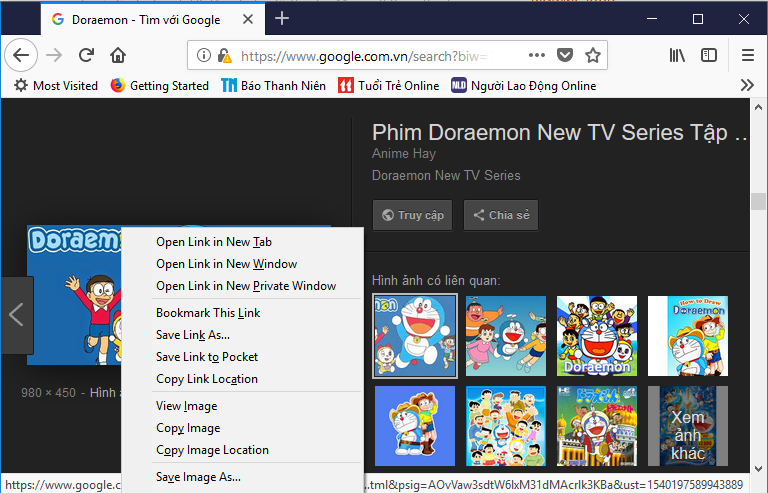 Doraemon - Tìm với Google
https://www.google.com.vn/search?biw=
Most Visited Getting Started TN Báo Thanh Niên Tuổi Trẻ Online NLĐ Người Lao Động Online
Phim Doraemon New TV Series Tập ...
Anime Hay
Doraemon New TV Series
Truy cập Chia sẻ
Doraem
Open Link in New Tab
Open Link in New Window
Open Link in New Private Window
Bookmark This Link
Save Link As...
Save Link to Pocket
Copy Link Location
View Image
Copy Image
Copy Image Location
Save Image As...
980 × 450 - Hình
Hình ảnh có liên quan:
mon
Doraemon
How to Draw
Doraemon
Xem
ảnh
khác
https://www.google.c
.tml&psig=AOvVaw3sdtW6lxM31dMAcrIk3KBa&ust=1540197589943889